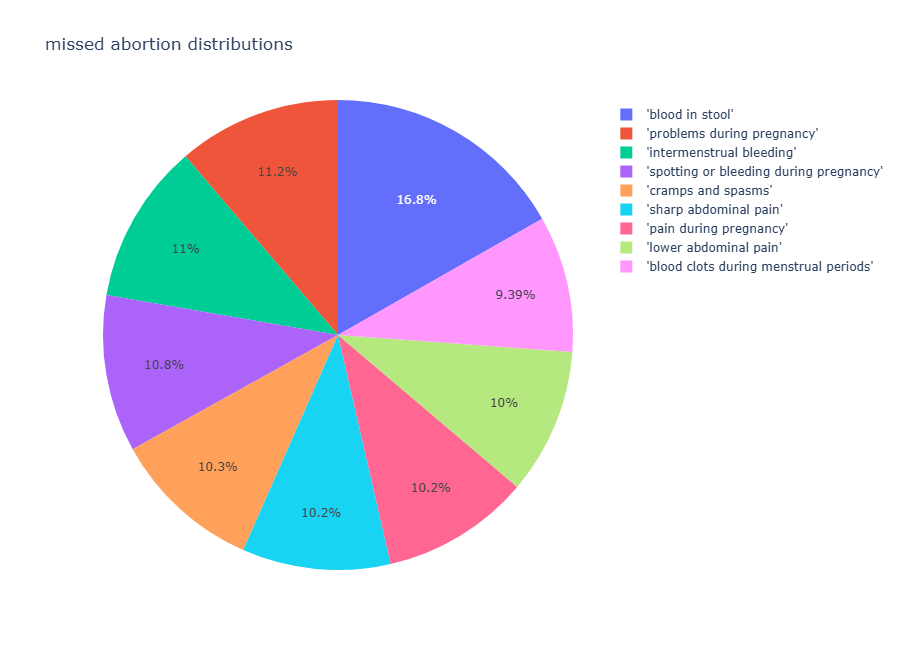 missed abortion distributions
16.8%
11.2%
11%
10.8%
10.3%
10.2%
10.2%
10%
9.39%
'blood in stool'
'problems during pregnancy'
'intermenstrual bleeding'
'spotting or bleeding during pregnancy'
'cramps and spasms'
'sharp abdominal pain'
'pain during pregnancy'
'lower abdominal pain'
'blood clots during menstrual periods'